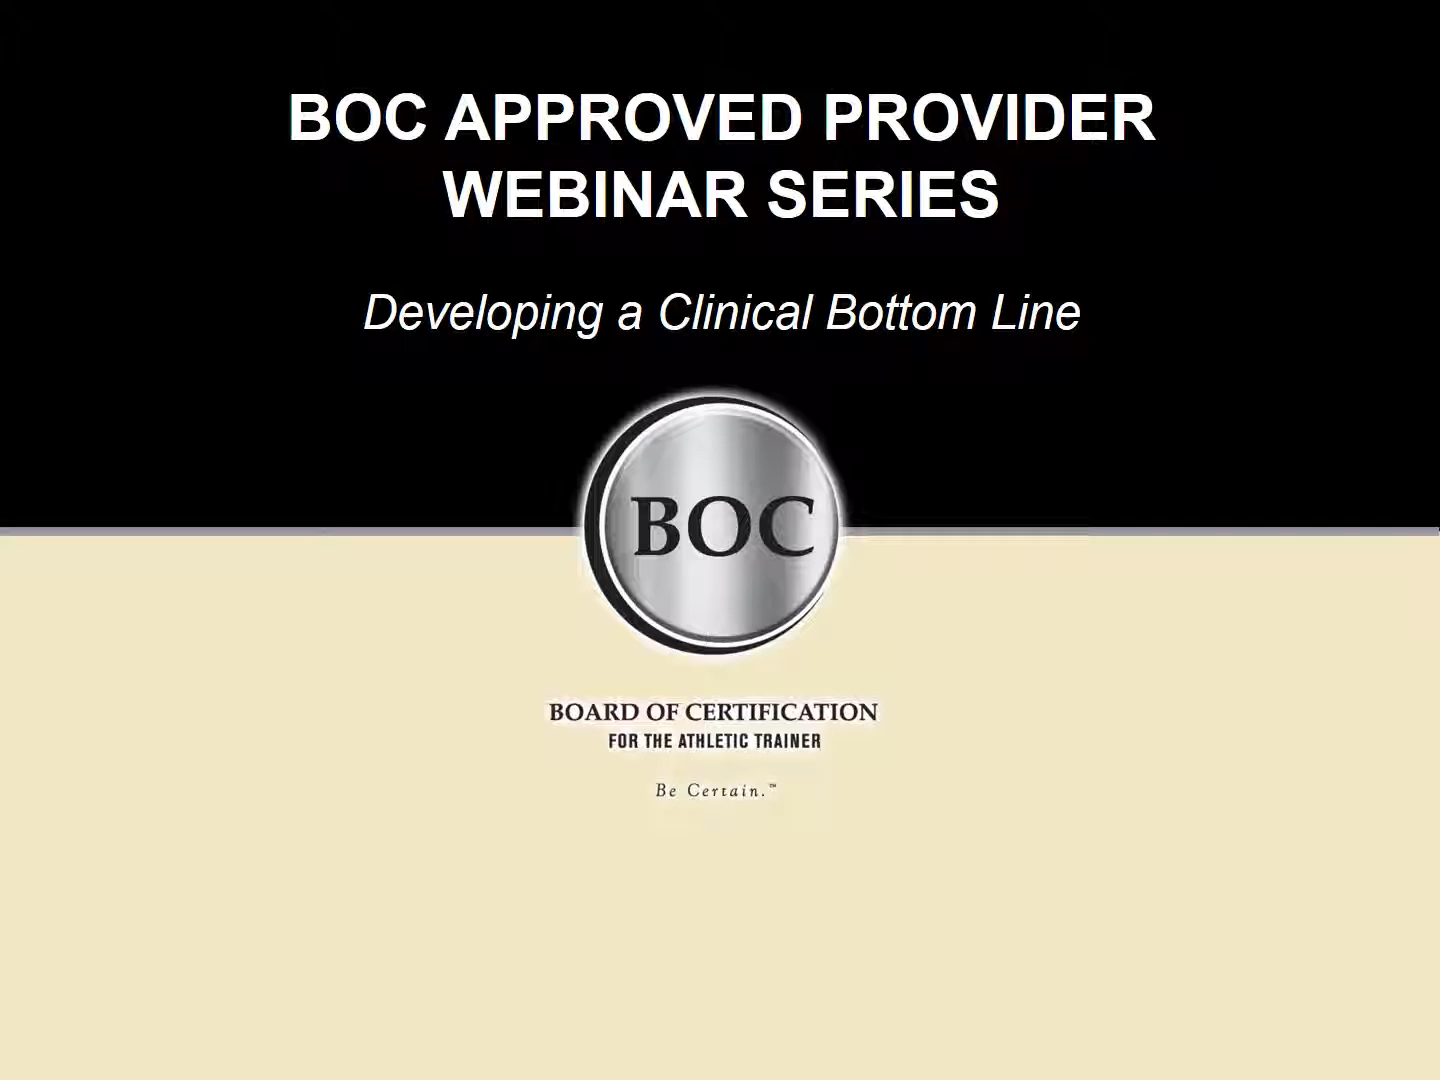 BOC APPROVED PROVIDER
WEBINAR SERIES
Developing a Clinical Bottom Line
BOC
BOARD OF CERTIFICATION
FOR THE ATHLETIC TRAINER
Be Certain.™